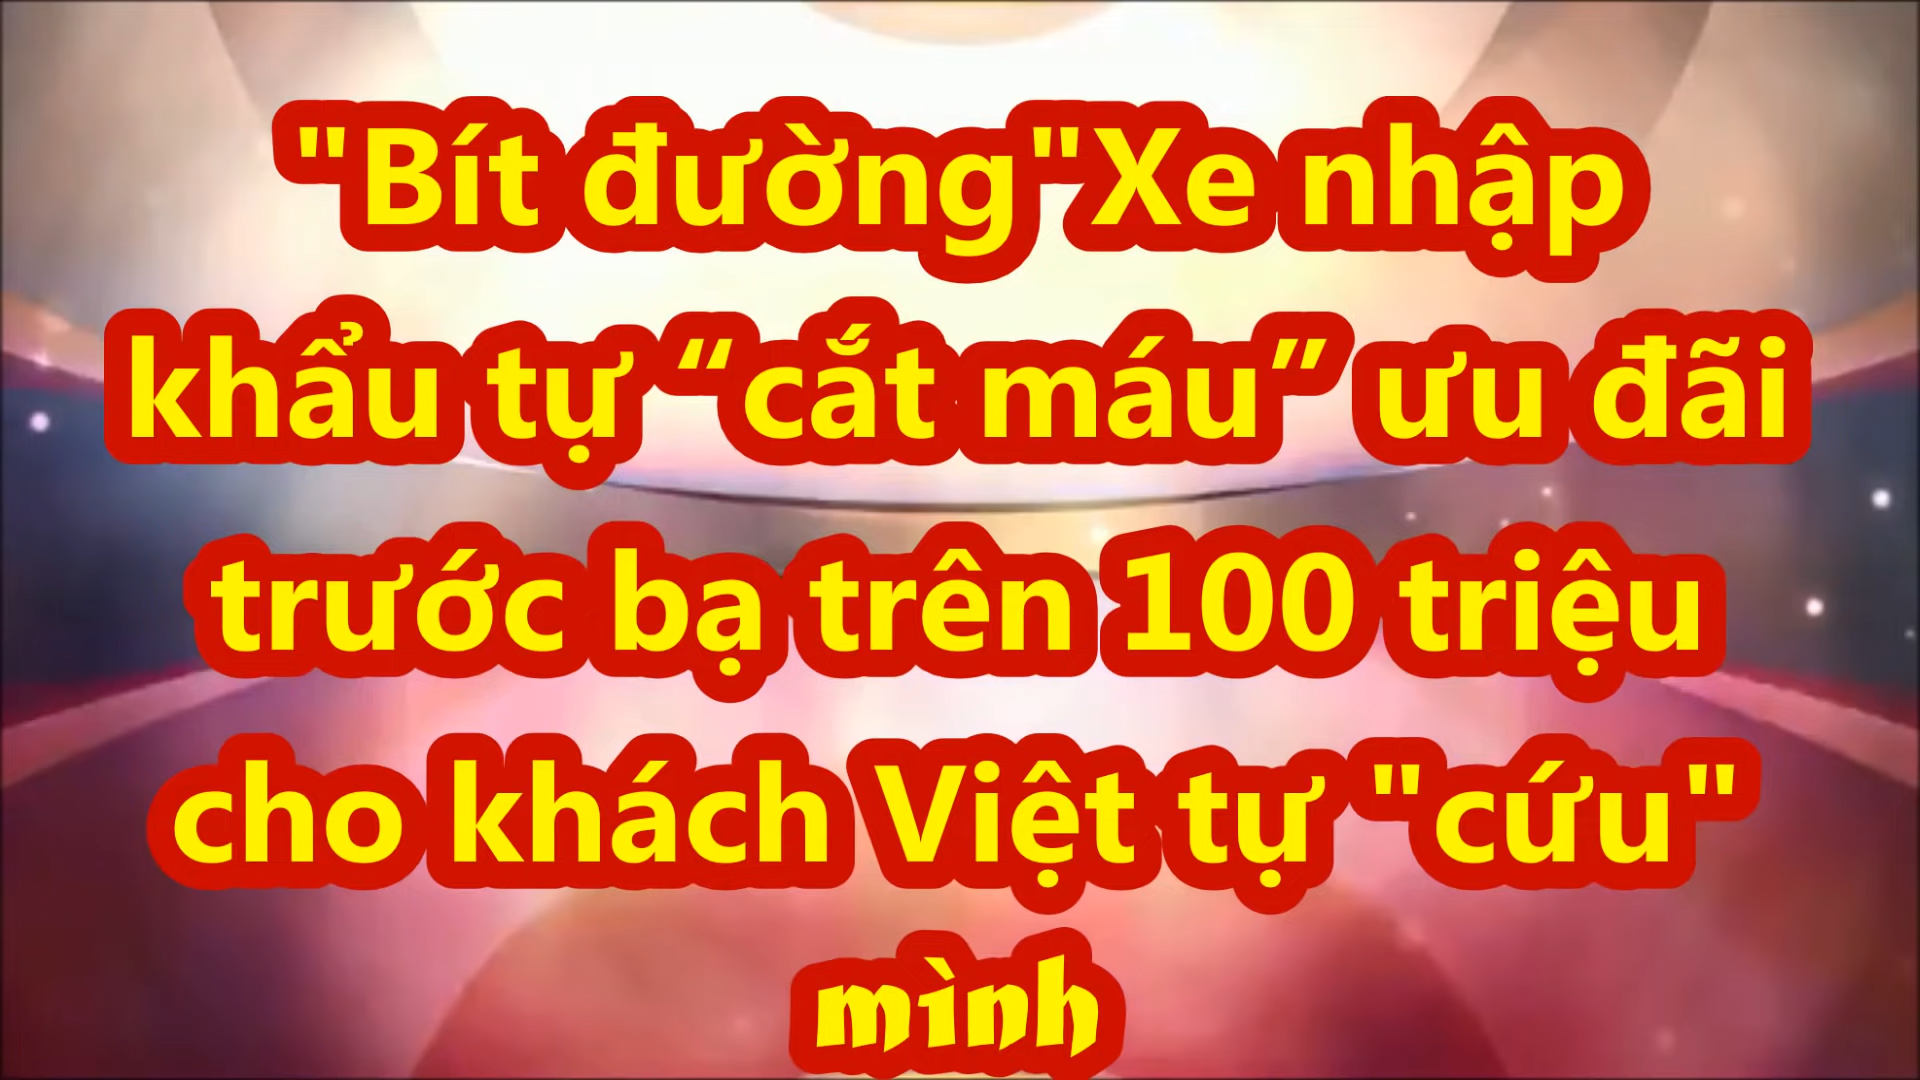 "Bít đường"Xe nhập
khẩu tự “cắt máu” ưu đãi
trước bạ trên 100 triệu
cho khách Việt tự "cứu"
mình